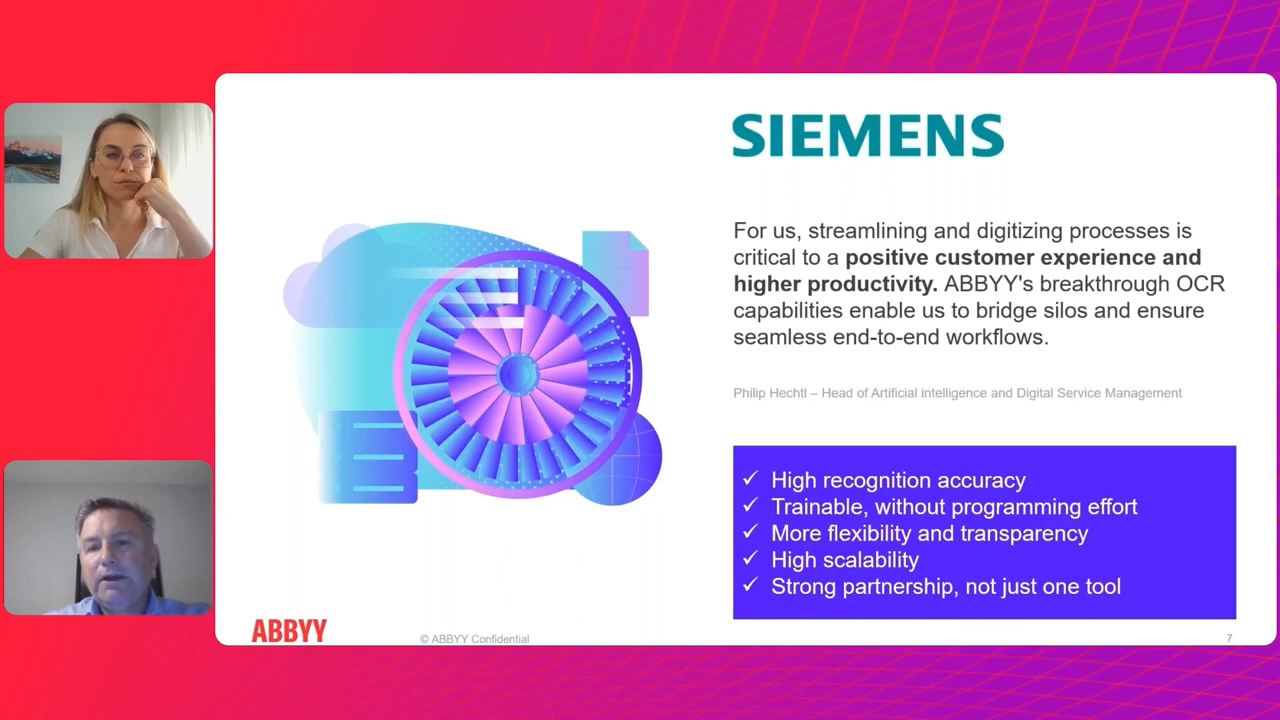 SIEMENS
For us, streamlining and digitizing processes is
critical to a positive customer experience and
higher productivity. ABBYY's breakthrough OCR
capabilities enable us to bridge silos and ensure
seamless end-to-end workflows.
Philip Hechtl – Head of Artificial intelligence and Digital Service Management
✓ High recognition accuracy
✓ Trainable, without programming effort
✓ More flexibility and transparency
✓ High scalability
✓ Strong partnership, not just one tool
ABBYY
© ABBYY Confidential
7